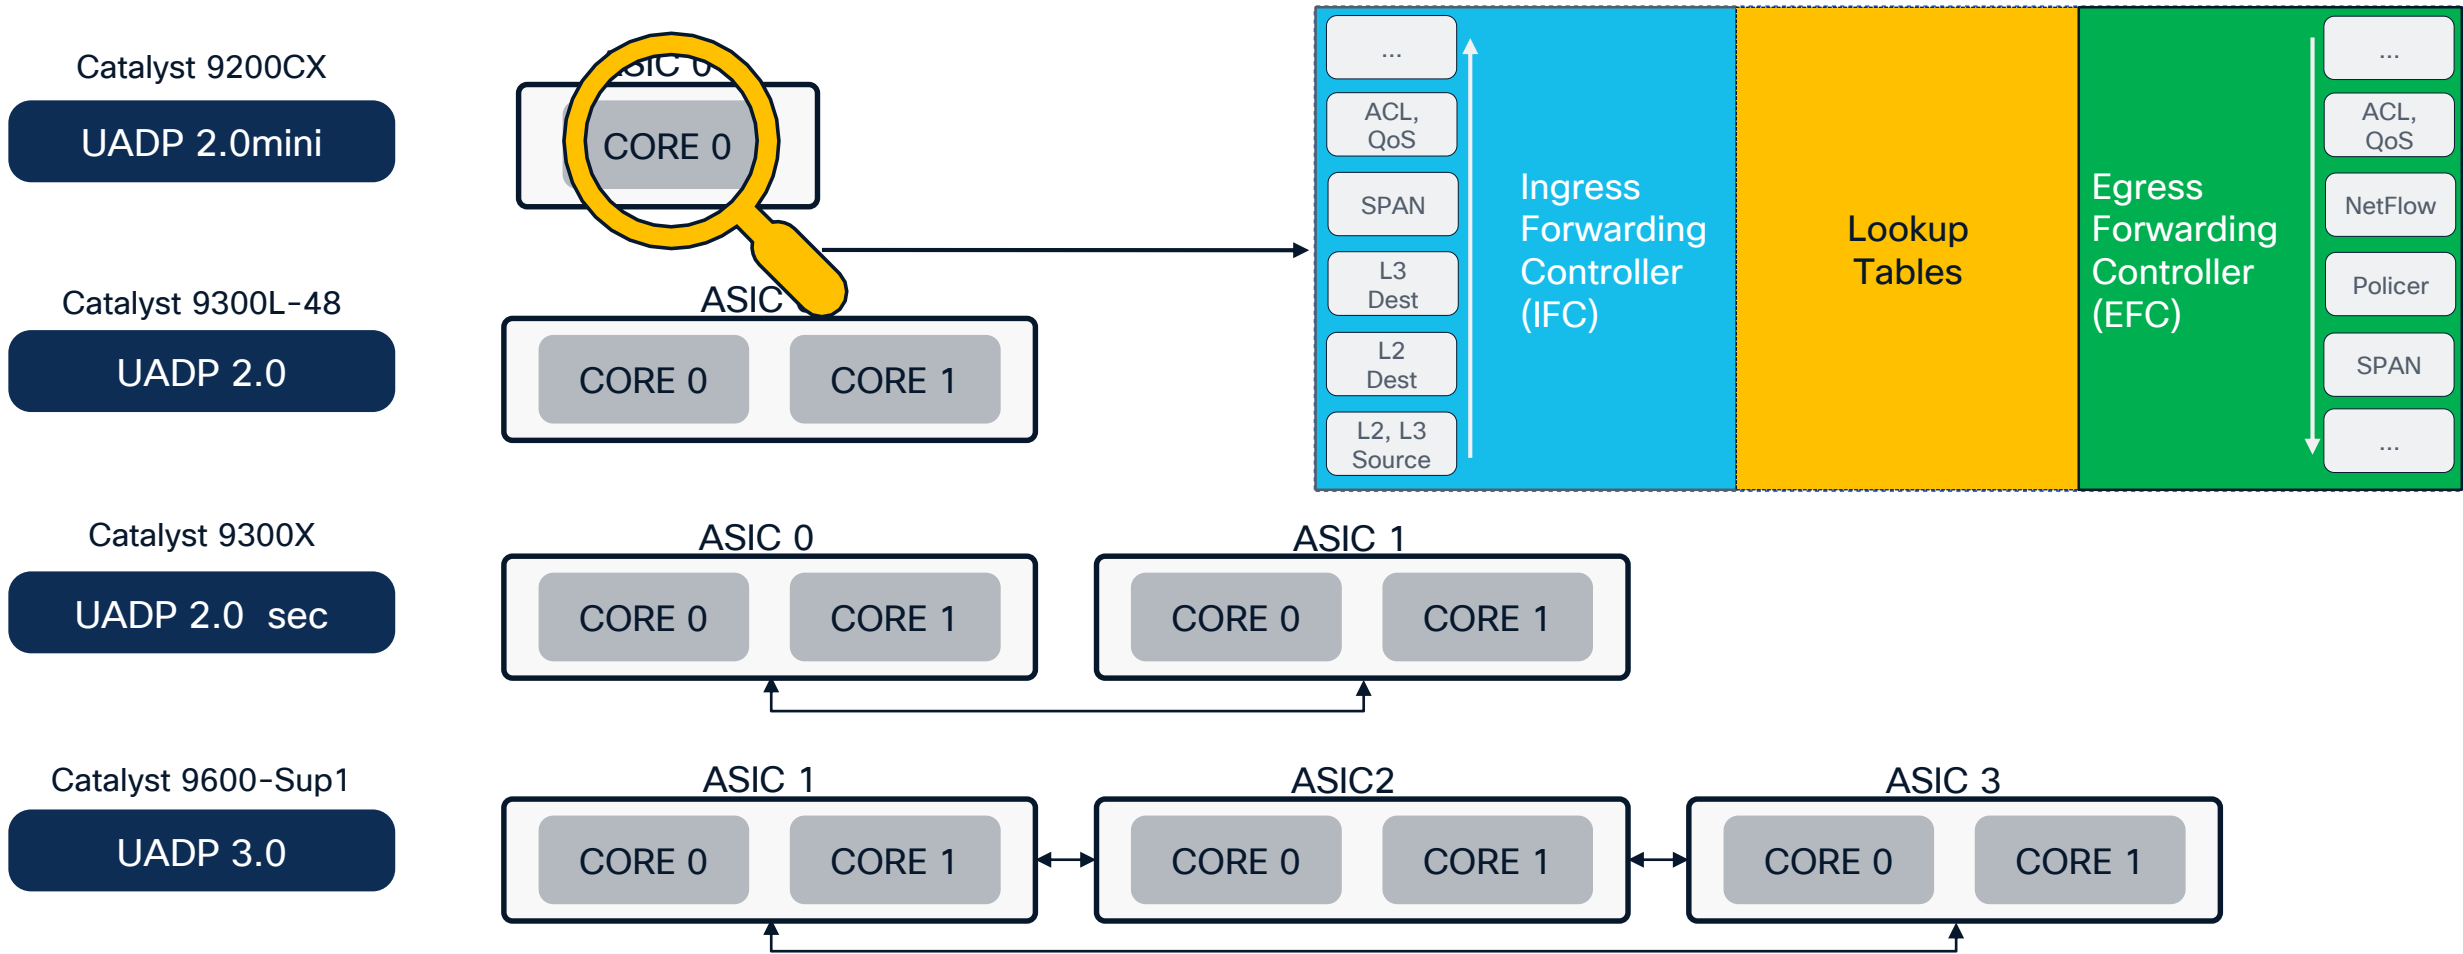 Catalyst 9200CX
UADP 2.0mini
ASIC 0
CORE 0
...
ACL,
QoS
SPAN
L3
Dest
L2
Dest
L2, L3
Source
Ingress
Forwarding
Controller
(IFC)
Lookup
Tables
Egress
Forwarding
Controller
(EFC)
...
ACL,
QoS
NetFlow
Policer
SPAN
...
Catalyst 9300L-48
UADP 2.0
ASIC
CORE 0
CORE 1
Catalyst 9300X
UADP 2.0 sec
ASIC 0
CORE 0
CORE 1
ASIC 1
CORE 0
CORE 1
Catalyst 9600-Sup1
UADP 3.0
ASIC 1
CORE 0
CORE 1
ASIC2
CORE 0
CORE 1
ASIC 3
CORE 0
CORE 1